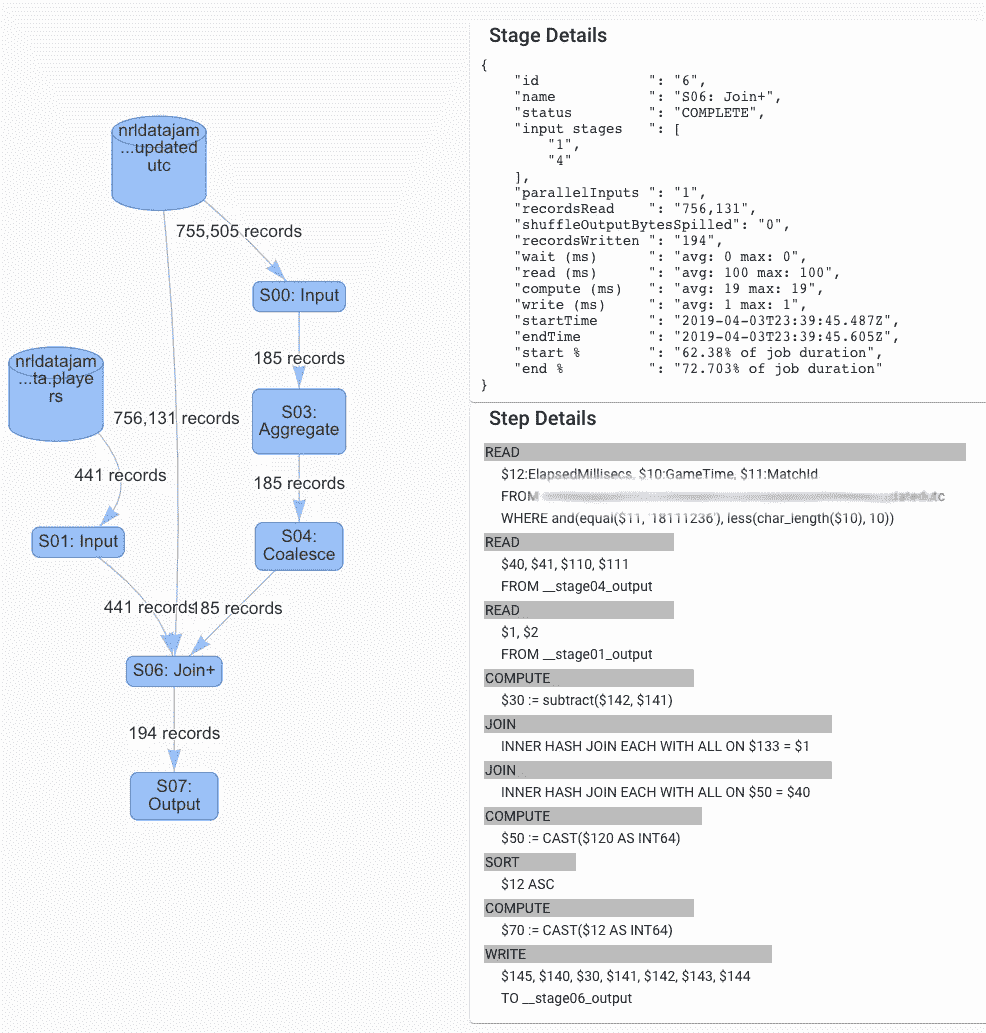 nrldatajam
...updated
utc
755,505 records
S00: Input
185 records
nrldatajam
...ta.playe
rs
S03:
Aggregate
756,131 records
441 records
185 records
S01: Input
S04:
Coalesce
441 records
185 records
S06: Join+
194 records
S07:
Output
Stage Details
{
"id ": "6",
"name ": "S06: Join+",
"status ": "COMPLETE",
"input stages ": [
"1",
"4"
],
"parallelInputs ": "1",
"recordsRead ": "756,131",
"shuffleOutputBytesSpilled": "0",
"recordsWritten ": "194",
"wait (ms) ": "avg: 0 max: 0",
"read (ms) ": "avg: 100 max: 100",
"compute (ms) ": "avg: 19 max: 19",
"write (ms) ": "avg: 1 max: 1",
"startTime ": "2019-04-03T23:39:45.487Z",
"endTime ": "2019-04-03T23:39:45.605Z",
"start % ": "62.38% of job duration",
"end % ": "72.703% of job duration"
}
Step Details
READ
$12:ElapsedMillisecs, $10:GameTime, $11:MatchId
FROM
WHERE and(equal($11, '18111236'), less(char_length($10), 10))
READ
$40, $41, $110, $111
FROM __stage04_output
READ
$1, $2
FROM __stage01_output
COMPUTE
$30 := subtract($142, $141)
JOIN
INNER HASH JOIN EACH WITH ALL ON $133 = $1
JOIN
INNER HASH JOIN EACH WITH ALL ON $50 = $40
COMPUTE
$50 := CAST($120 AS INT64)
SORT
$12 ASC
COMPUTE
$70 := CAST($12 AS INT64)
WRITE
$145, $140, $30, $141, $142, $143, $144
TO __stage06_output